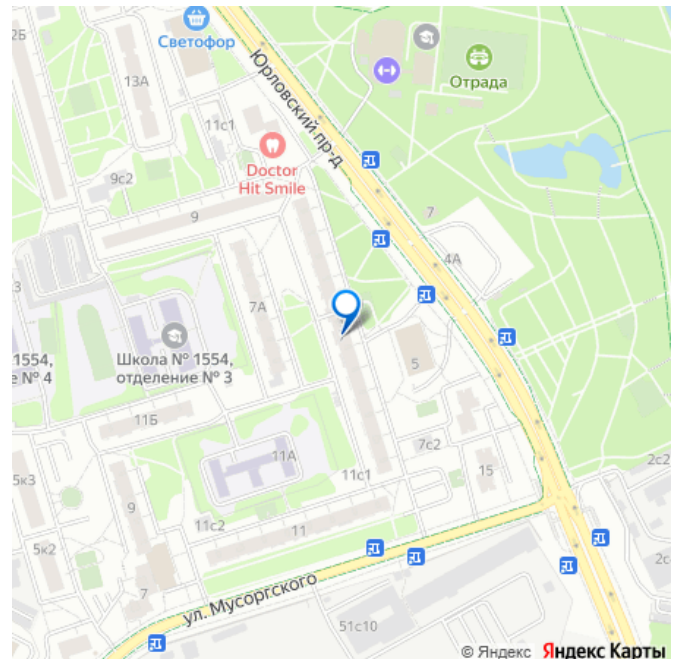 2Б
Светофор
13А
Юрловский пр-д
Отрада
11с1
Doctor
Hit Smile
9с2
7
9
4А
3
7А
Школа № 1554,
отделение № 3
1554,
е № 4
5
11Б
7с2
11А
11с1
15
2с2
5к3
9
11с2
11
5к2
7
ул. Мусоргского
2с
51с10
© Яндекс Яндекс Карты